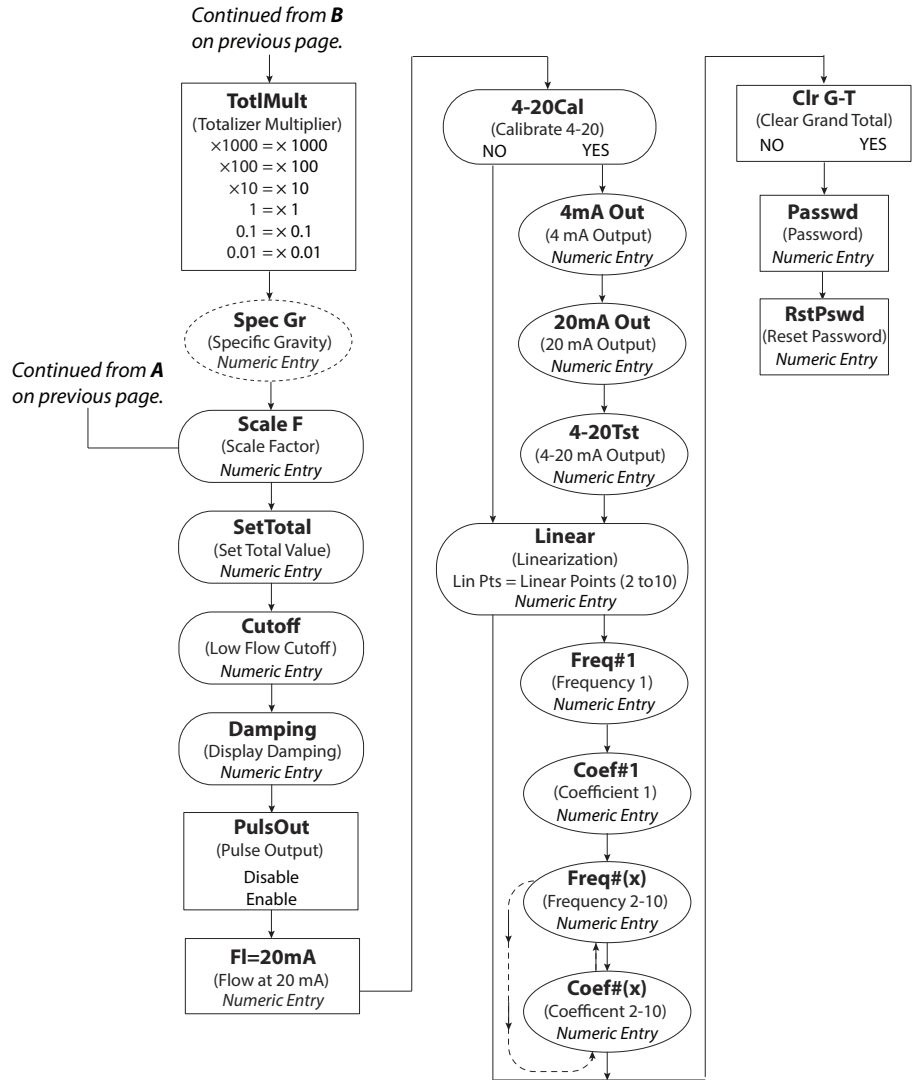 Continued from B
on previous page.
TotlMult
(Totalizer Multiplier)
×1000 = × 1000
×100 = × 100
×10 = × 10
1 = × 1
0.1 = × 0.1
0.01 = × 0.01
Spec Gr
(Specific Gravity)
Numeric Entry
Continued from A
on previous page.
Scale F
(Scale Factor)
Numeric Entry
SetTotal
(Set Total Value)
Numeric Entry
Cutoff
(Low Flow Cutoff)
Numeric Entry
Damping
(Display Damping)
Numeric Entry
PulsOut
(Pulse Output)
Disable
Enable
Fl=20mA
(Flow at 20 mA)
Numeric Entry
4-20Cal
(Calibrate 4-20)
NO YES
4mA Out
(4 mA Output)
Numeric Entry
20mA Out
(20 mA Output)
Numeric Entry
4-20Tst
(4-20 mA Output)
Numeric Entry
Linear
(Linearization)
Lin Pts = Linear Points (2 to10)
Numeric Entry
Freq#1
(Frequency 1)
Numeric Entry
Coef#1
(Coefficient 1)
Numeric Entry
Freq#(x)
(Frequency 2-10)
Numeric Entry
Coef#(x)
(Coefficent 2-10)
Numeric Entry
Clr G-T
(Clear Grand Total)
NO YES
Passwd
(Password)
Numeric Entry
RstPswd
(Reset Password)
Numeric Entry